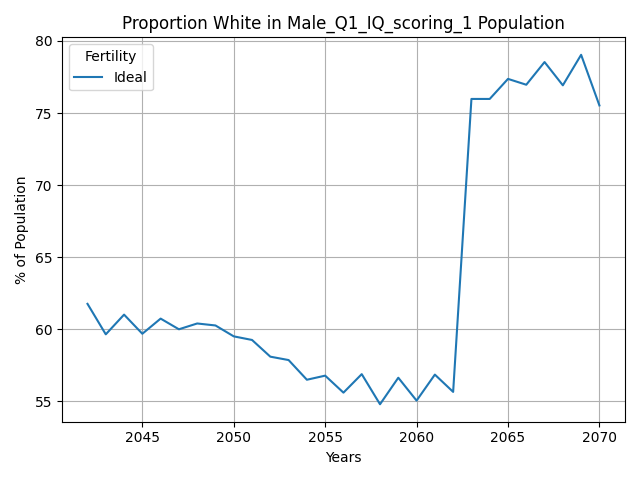 Proportion White in Male_Q1_IQ_scoring_1 Population
Fertility
Ideal
% of Population
80
75
70
65
60
55
2045 2050 2055 2060 2065 2070
Years